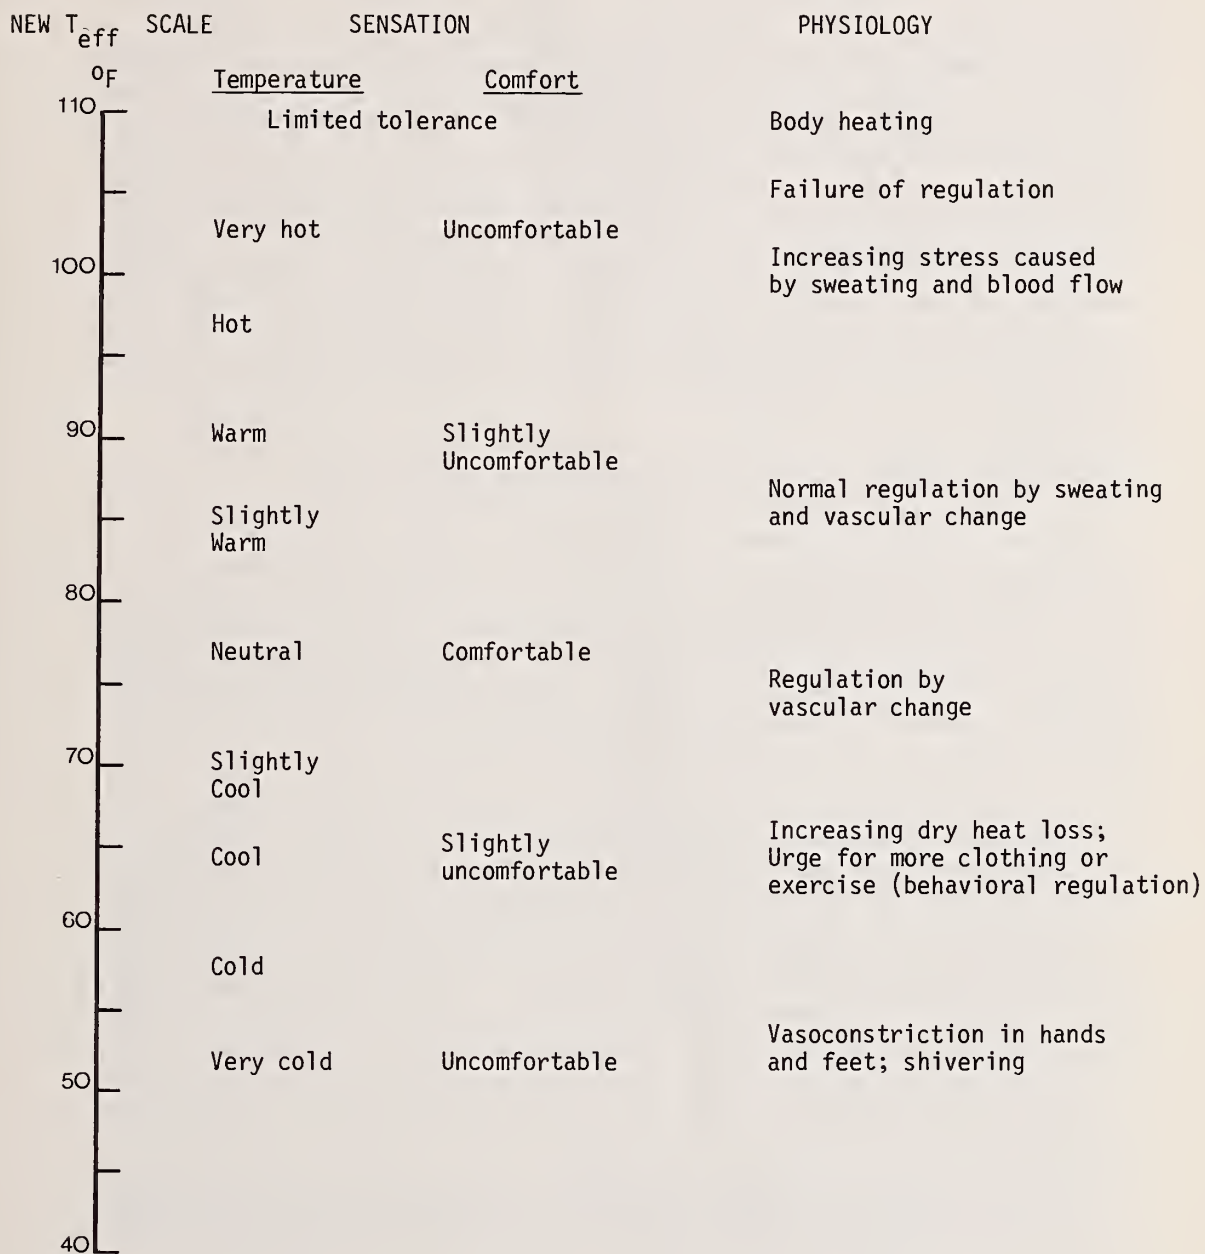 NEW Teff SCALE SENSATION PHYSIOLOGY
°F Temperature Comfort
110 Limited tolerance Body heating
Failure of regulation
Very hot Uncomfortable
100 Increasing stress caused
by sweating and blood flow
Hot
90 Warm Slightly
Uncomfortable
Normal regulation by sweating
Slightly and vascular change
Warm
80
Neutral Comfortable
Regulation by
vascular change
70 Slightly
Cool
Increasing dry heat loss;
Cool Slightly Urge for more clothing or
uncomfortable exercise (behavioral regulation)
60
Cold
Vasoconstriction in hands
Very cold Uncomfortable and feet; shivering
50
40